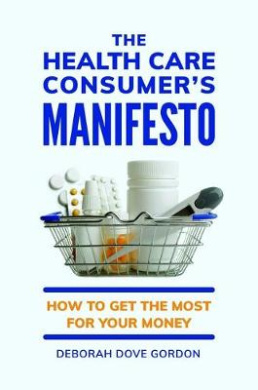 THE
HEALTH CARE
CONSUMER'S
MANIFESTO
HOW TO GET THE MOST
FOR YOUR MONEY
DEBORAH DOVE GORDON